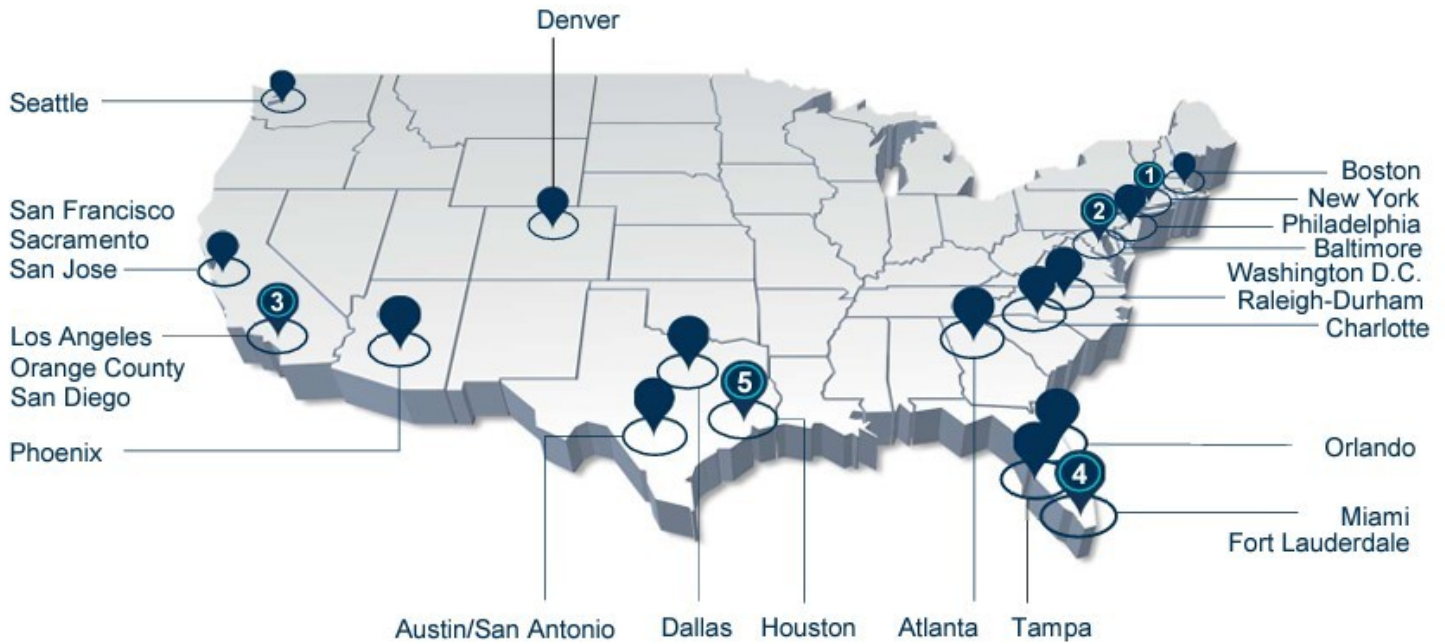 Denver
Seattle
San Francisco
Sacramento
San Jose
Los Angeles
Orange County
San Diego
Phoenix
3
5
1
2
4
Boston
New York
Philadelphia
Baltimore
Washington D.C.
Raleigh-Durham
Charlotte
Orlando
Miami
Fort Lauderdale
Austin/San Antonio
Dallas
Houston
Atlanta
Tampa